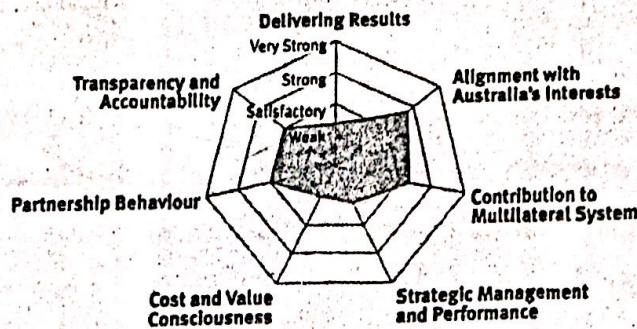 Delivering Results
Very Strong
Strong
Satisfactory
Weak
Alignment with
Australia's Interests
Contribution to
Multilateral System
Strategic Management
and Performance
Cost and Value
Consciousness
Partnership Behaviour
Transparency and
Accountability